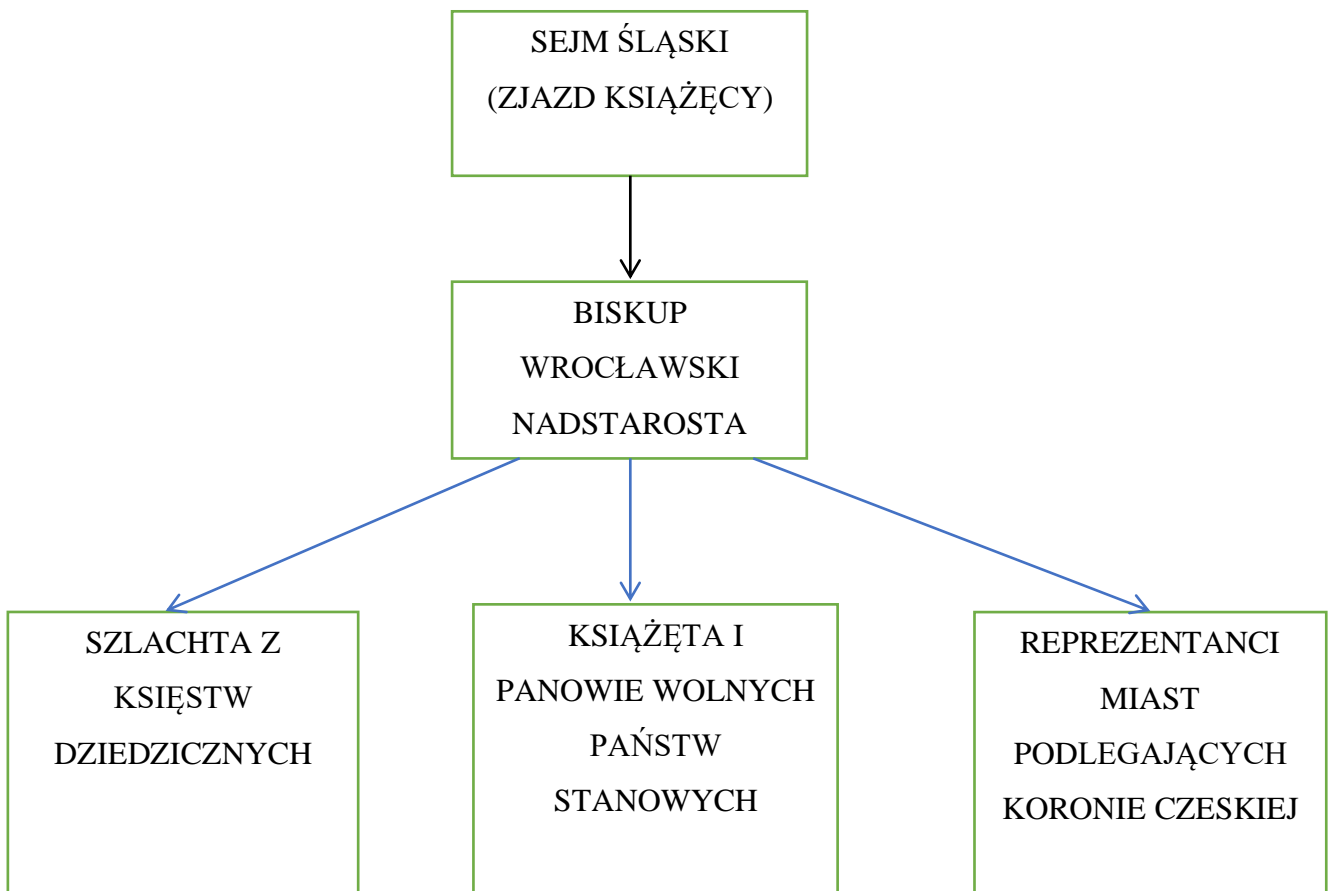 SEJM ŚLĄSKI
(ZJAZD KSIĄŻĘCY)
BISKUP
WROCŁAWSKI
NADSTAROSTA
SZLACHTA Z
KSIĘSTW
DZIEDZICZNYCH
KSIĄŻĘTA I
PANOWIE WOLNYCH
PAŃSTW
STANOWYCH
REPREZENTANCI
MIAST
PODLEGAJĄCYCH
KORONIE CZESKIEJ